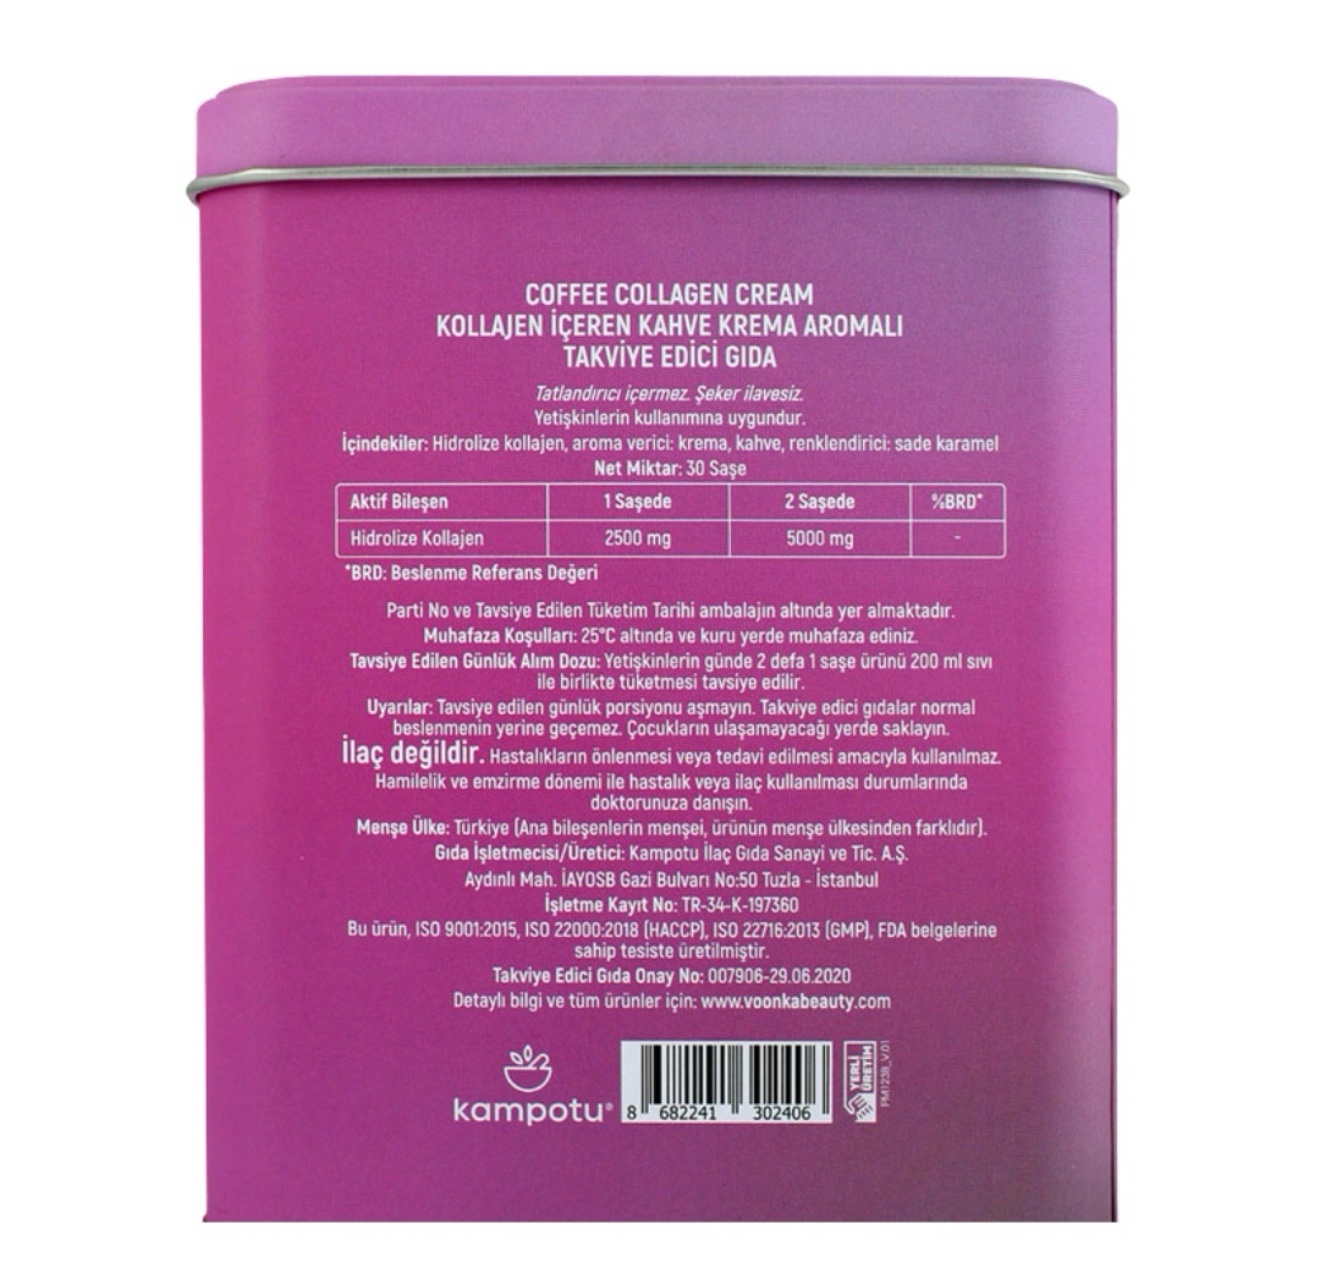 COFFEE COLLAGEN CREAM
KOLLAJEN İÇEREN KAHVE KREMA AROMALI
TAKVİYE EDİCİ GIDA
Tatlandırıcı içermez. Şeker ilavesiz.
Yetişkinlerin kullanımına uygundur.
İçindekiler: Hidrolize kollajen, aroma verici: krema, kahve, renklendirici: sade karamel
Net Miktar: 30 Saşe
Aktif Bileşen 1 Saşede 2 Saşede %BRD*
Hidrolize Kollajen 2500 mg 5000 mg -
*BRD: Beslenme Referans Değeri
Parti No ve Tavsiye Edilen Tüketim Tarihi ambalajın altında yer almaktadır.
Muhafaza Koşulları: 25°C altında ve kuru yerde muhafaza ediniz.
Tavsiye Edilen Günlük Alım Dozu: Yetişkinlerin günde 2 defa 1 saşe ürünü 200 ml sıvı
ile birlikte tüketmesi tavsiye edilir.
Uyarılar: Tavsiye edilen günlük porsiyonu aşmayın. Takviye edici gıdalar normal
beslenmenin yerine geçemez. Çocukların ulaşamayacağı yerde saklayın.
İlaç değildir. Hastalıkların önlenmesi veya tedavi edilmesi amacıyla kullanılmaz.
Hamilelik ve emzirme dönemi ile hastalık veya ilaç kullanılması durumlarında
doktorunuza danışın.
Menşe Ülke: Türkiye (Ana bileşenlerin menşei, ürünün menşe ülkesinden farklıdır).
Gıda İşletmecisi/Üretici: Kampotu İlaç Gıda Sanayi ve Tic. A.Ş.
Aydınlı Mah. İAYOSB Gazi Bulvarı No:50 Tuzla - İstanbul
İşletme Kayıt No: TR-34-K-197360
Bu ürün, ISO 9001:2015, ISO 22000:2018 (HACCP), ISO 22716:2013 (GMP), FDA belgelerine
sahip tesiste üretilmiştir.
Takviye Edici Gıda Onay No: 007906-29.06.2020
Detaylı bilgi ve tüm ürünler için: www.voonkabeauty.com
kampotu®
8 682241 302406
YERLİ
ÜRETİM
PM1238_V.01